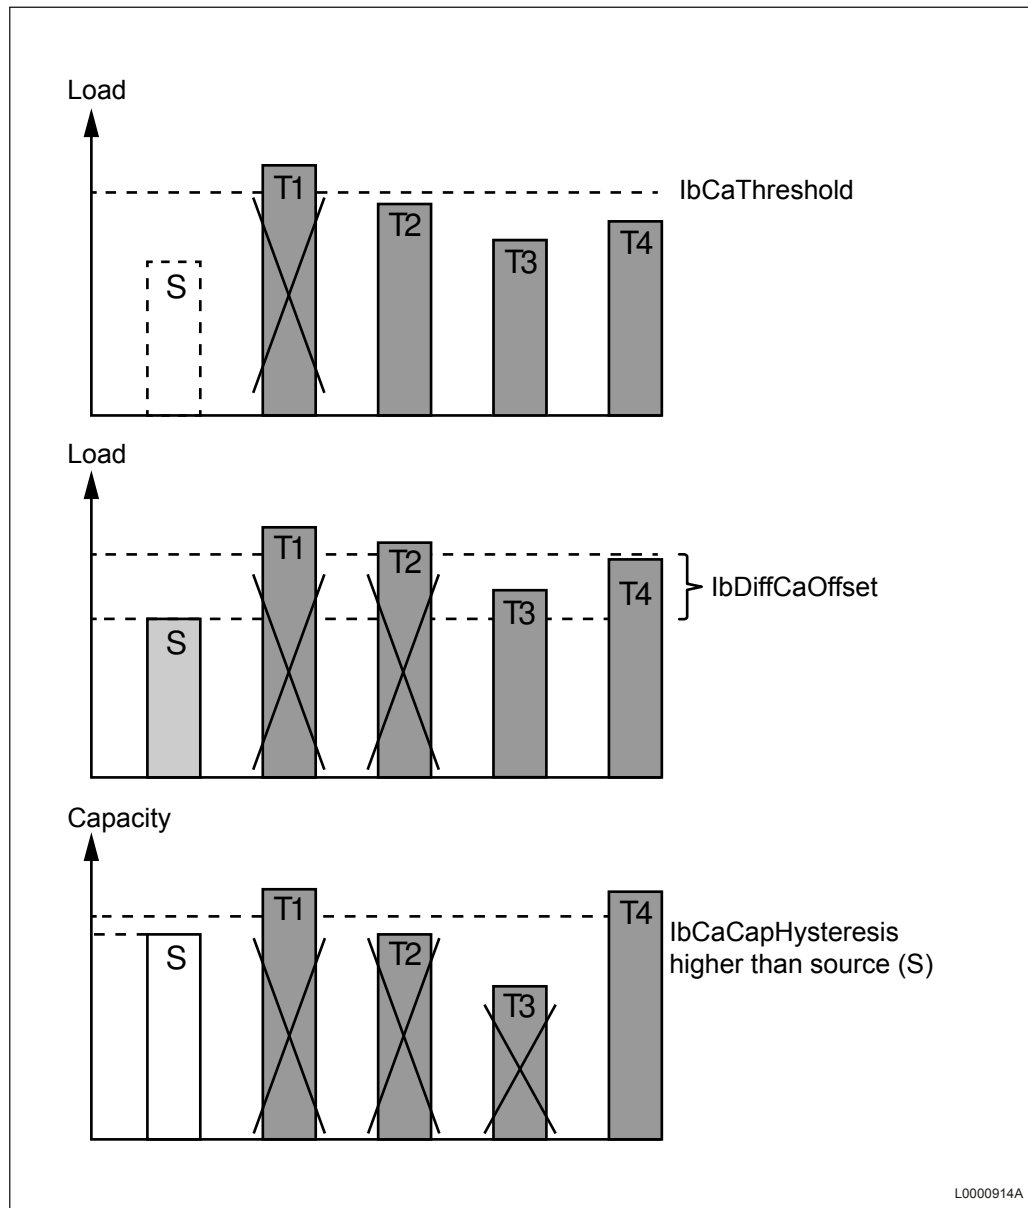 Load
T1
IbCaThreshold
T2
T3
T4
S
Load
T1
T2
IbDiffCaOffset
T4
T3
S
Capacity
T1
T4
IbCaCapHysteresis
higher than source (S)
S
T2
T3
L0000914A